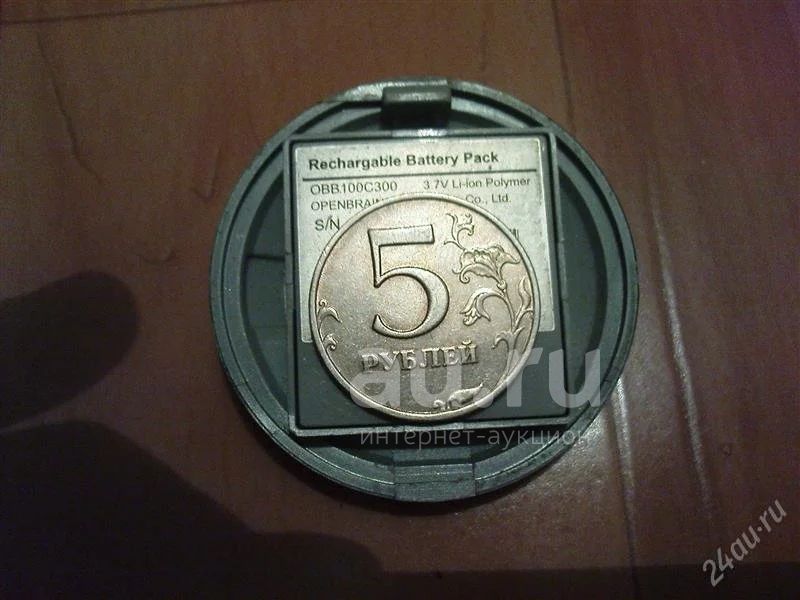 Rechargable Battery Pack
OBB100C300 3.7V Li-ion Polymer
OPENBRAIN Co., Ltd.
S/N
5
РУБЛЕЙ
au.ru
интернет-аукцион
24au.ru